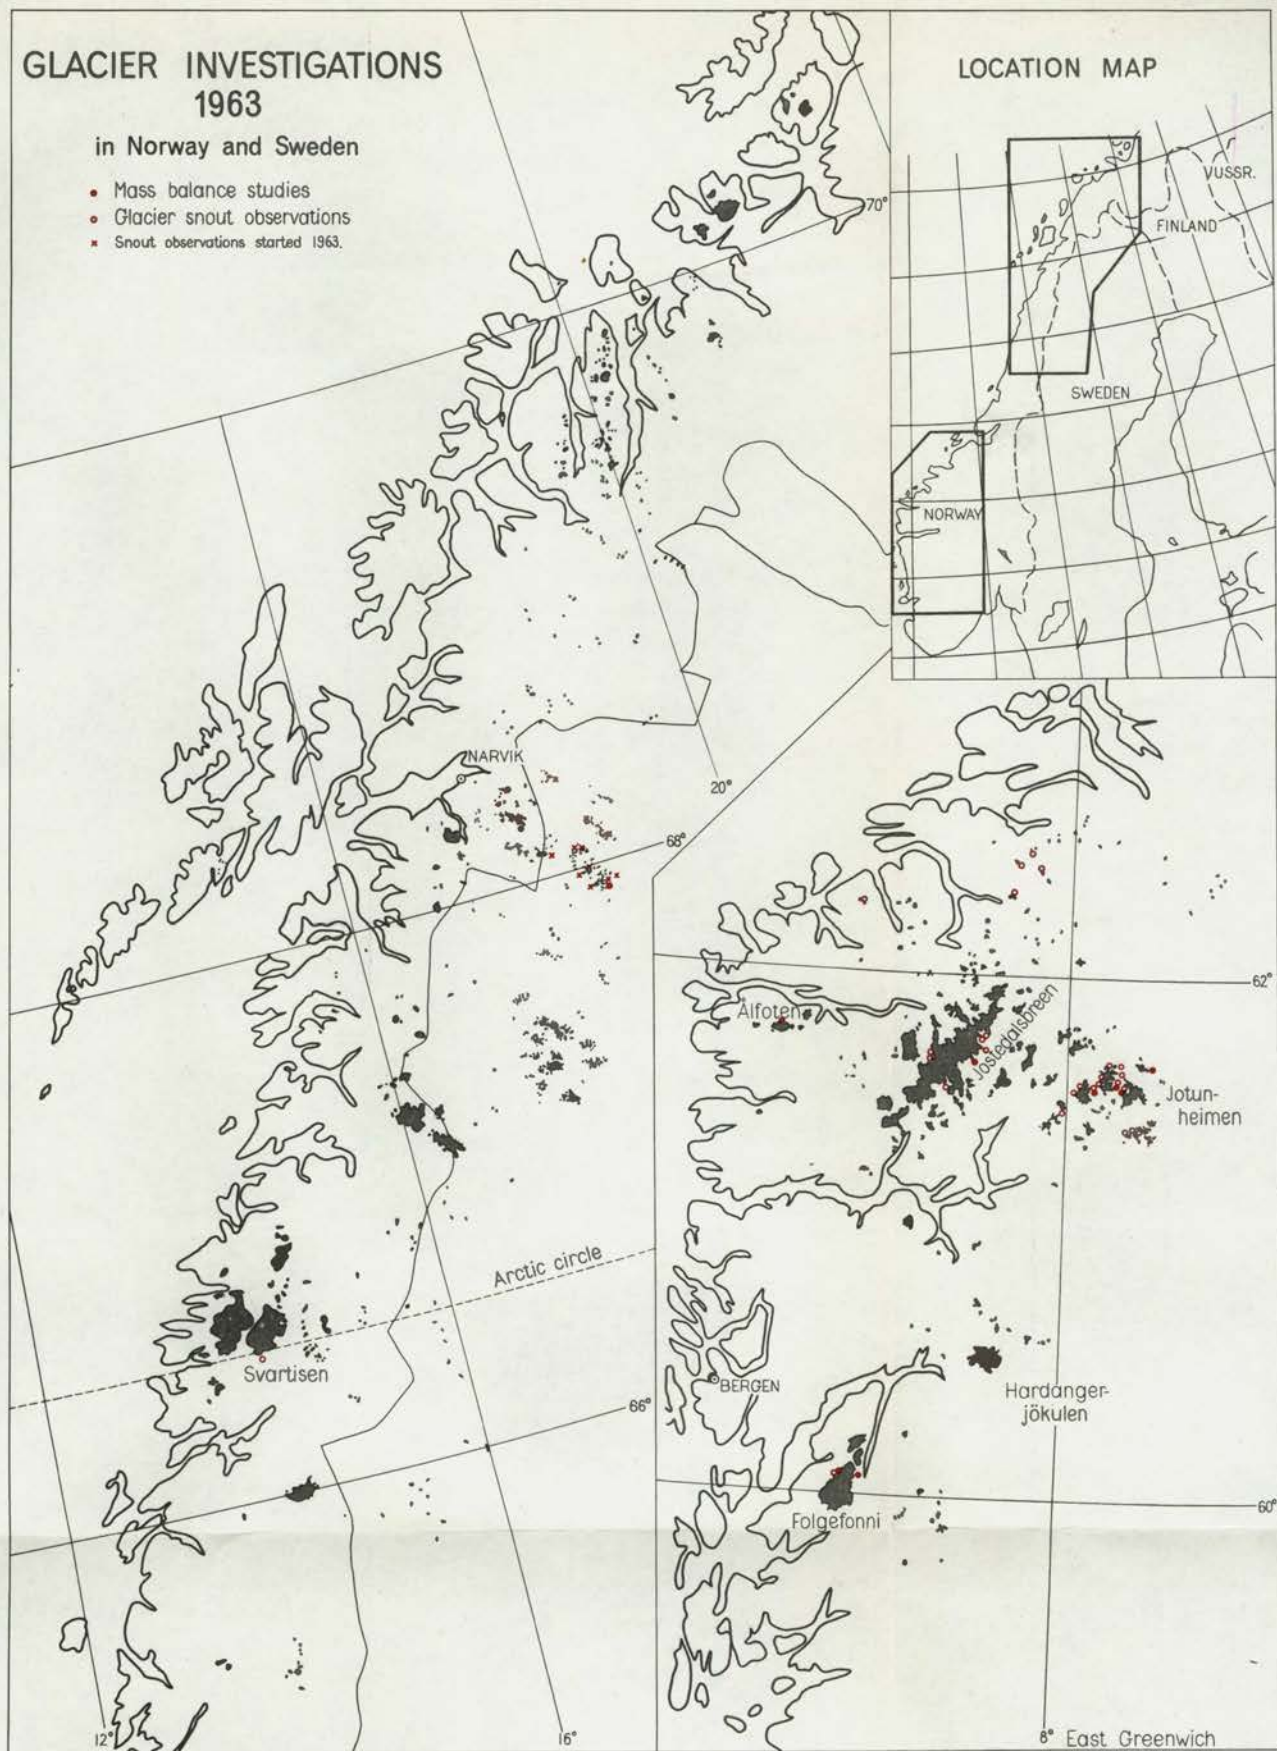 GLACIER INVESTIGATIONS
1963
in Norway and Sweden
Mass balance studies
Glacier snout observations
Snout observations started 1963.
LOCATION MAP
VUSSR.
FINLAND
SWEDEN
NORWAY
70°
NARVIK
20°
68°
62°
Ålfoten
Jostedalsbreen
Jotun-
heimen
Arctic circle
Svartisen
BERGEN
Hardanger-
jökulen
66°
60°
Folgefonni
12°
16°
8° East Greenwich